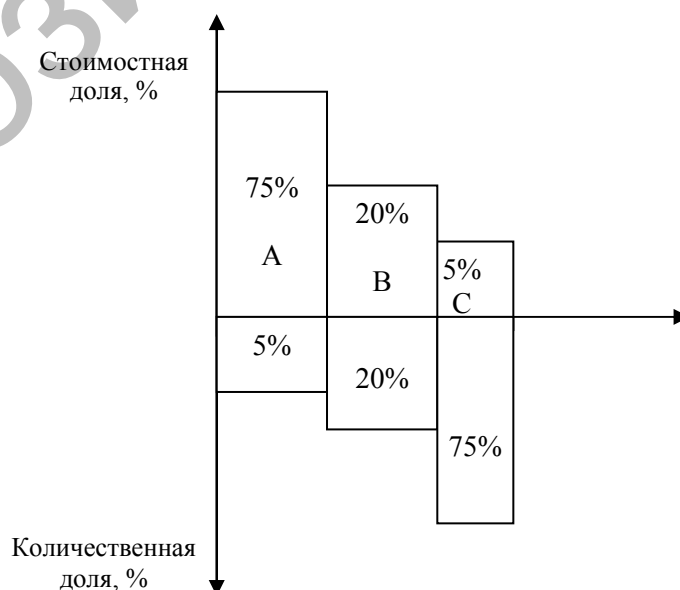 Стоимостная
доля, %
75%
20%
A
B
5%
C
5%
20%
75%
Количественная
доля, %